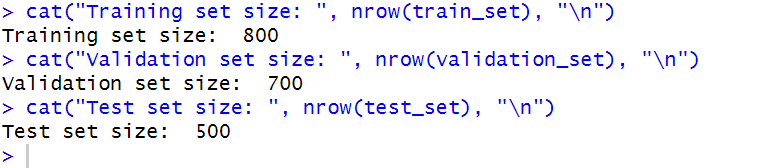 > cat("Training set size: ", nrow(train_set), "\n")
Training set size:  800
> cat("Validation set size: ", nrow(validation_set), "\n")
Validation set size:  700
> cat("Test set size: ", nrow(test_set), "\n")
Test set size:  500
>